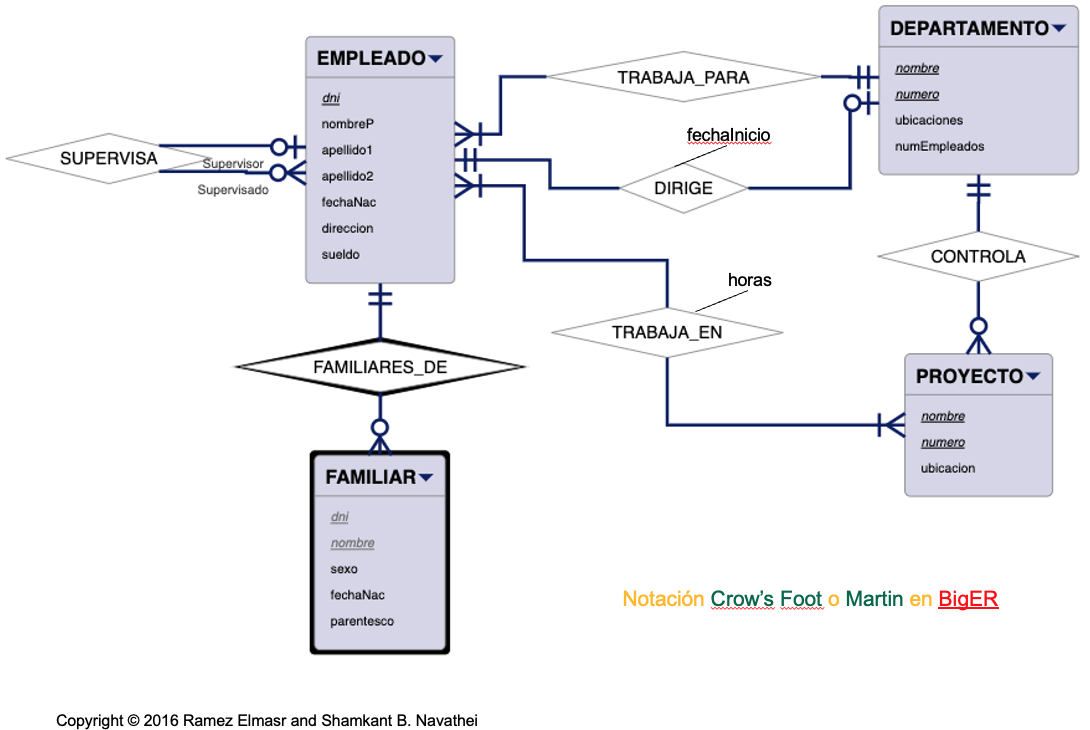 EMPLEADO
dni
nombreP
apellido1
apellido2
fechaNac
direccion
sueldo
SUPERVISA
Supervisor
Supervisado
TRABAJA_PARA
fechaInicio
DIRIGE
DEPARTAMENTO
nombre
numero
ubicaciones
numEmpleados
CONTROLA
horas
TRABAJA_EN
PROYECTO
nombre
numero
ubicacion
FAMILIARES_DE
FAMILIAR
dni
nombre
sexo
fechaNac
parentesco
Notación Crow's Foot o Martin en BigER
Copyright © 2016 Ramez Elmasr and Shamkant B. Navathei